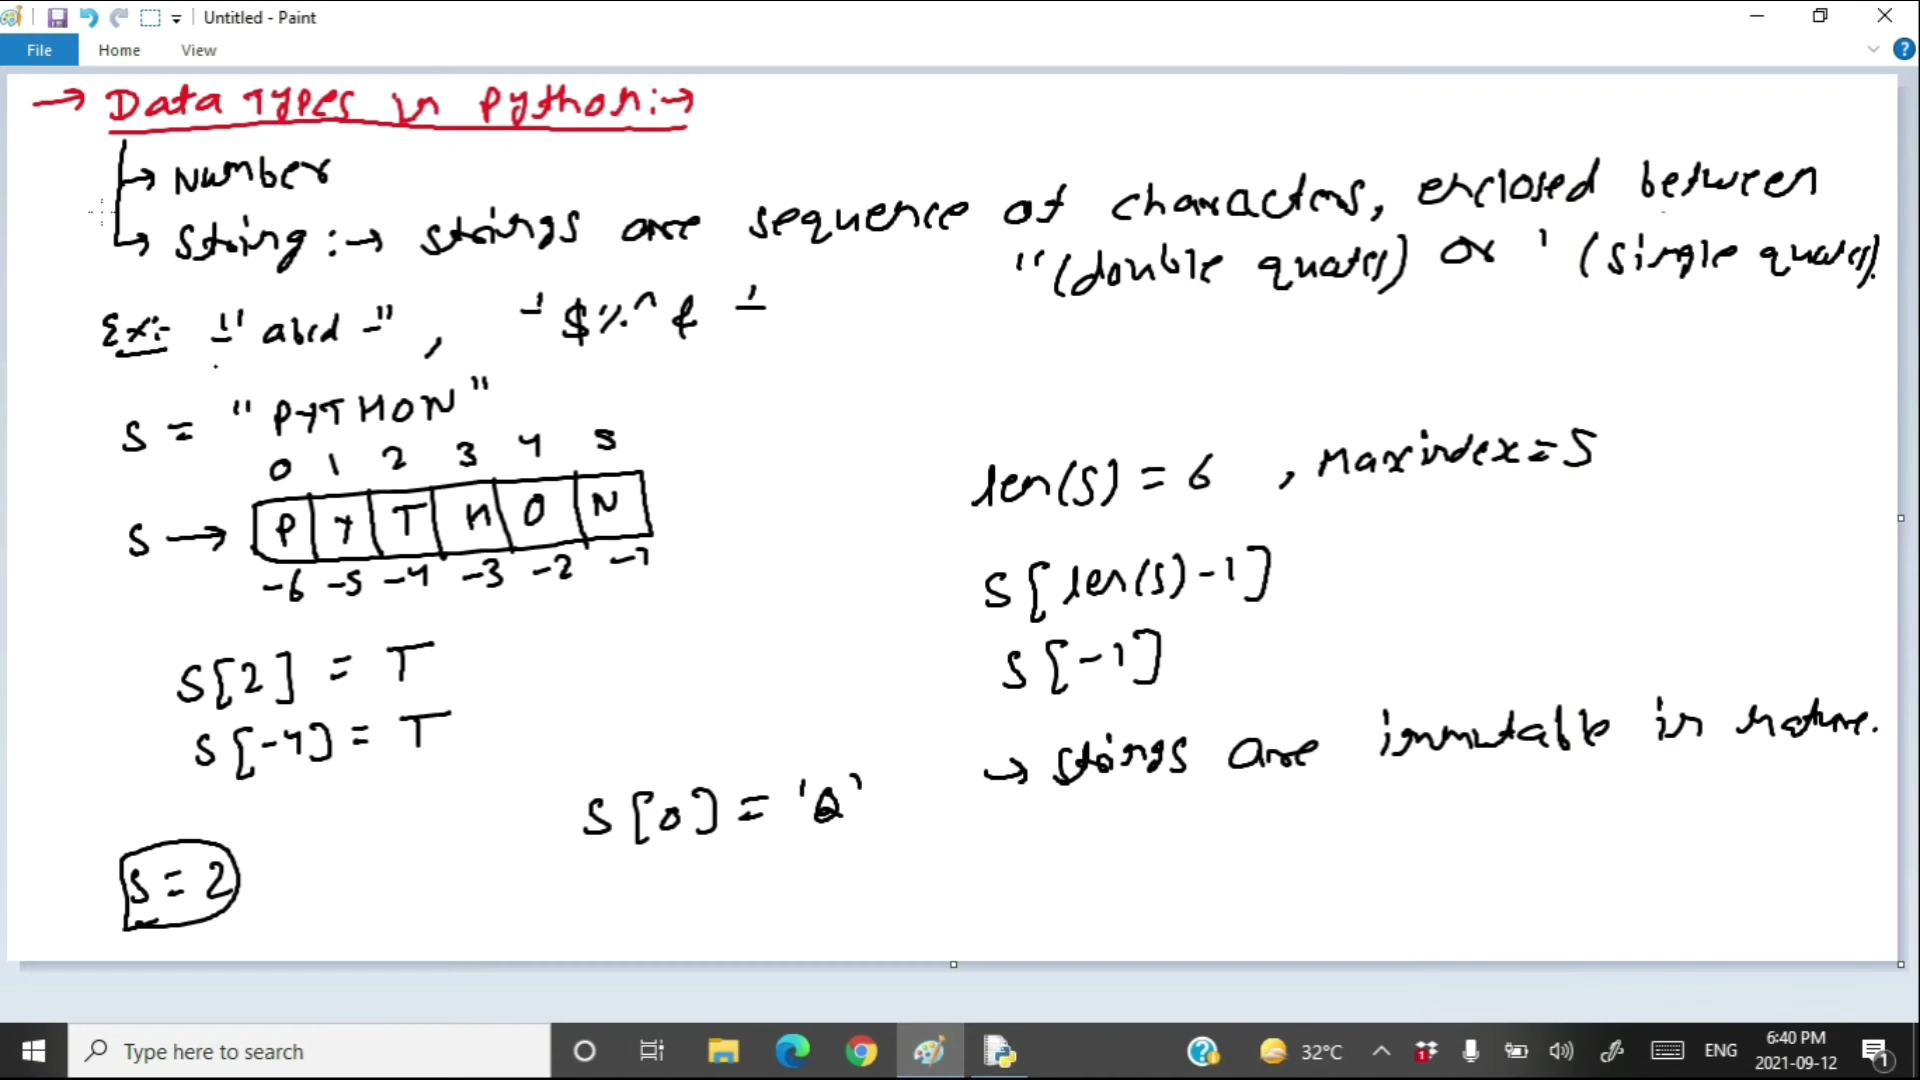 Untitled - Paint
File Home View
→ Data Types in Python:→
→ Number
→ String :→ strings are sequence of characters, enclosed between
" (double quotes) or ' (single quotes).
Ex:- " abcd ", ' $%^& '
S = "PYTHON"
0 1 2 3 4 5
S → P Y T H O N
-6 -5 -4 -3 -2 -1
len(S) = 6 , Maxindex = 5
S[len(S)-1]
S[-1]
S[2] = T
S[-4] = T
→ strings are immutable in nature.
S[0] = 'Q'
S = 2
Type here to search
32°C
ENG
6:40 PM
2021-09-12
1